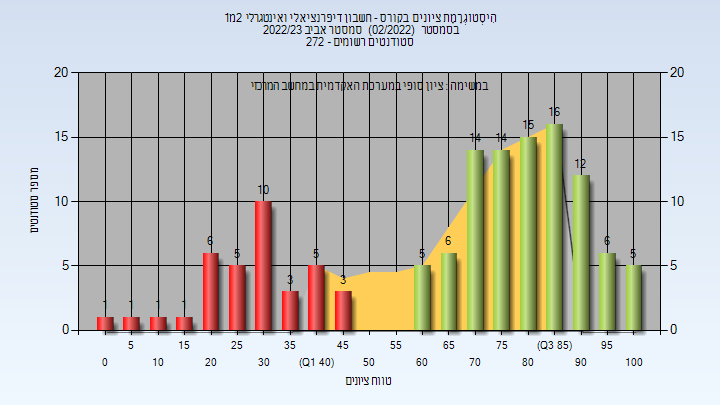 היסטוגרמת ציונים בקורס - חשבון דיפרנציאלי ואינטגרלי 2מ1
בסמסטר (02/2022) סמסטר אביב 2022/23
סטודנטים רשומים - 272
במשימה : ציון סופי במערכת האקדמית במחשב המרכזי
20 20
15 15
10 10
5 5
0 0
מספר סטודנטים
1 1 1 1 6 5 10 3 5 3 5 6 14 14 15 16 12 6 5
5 15 25 35 45 55 65 75 (Q3 85) 95
0 10 20 30 (Q1 40) 50 60 70 80 90 100
טווח ציונים